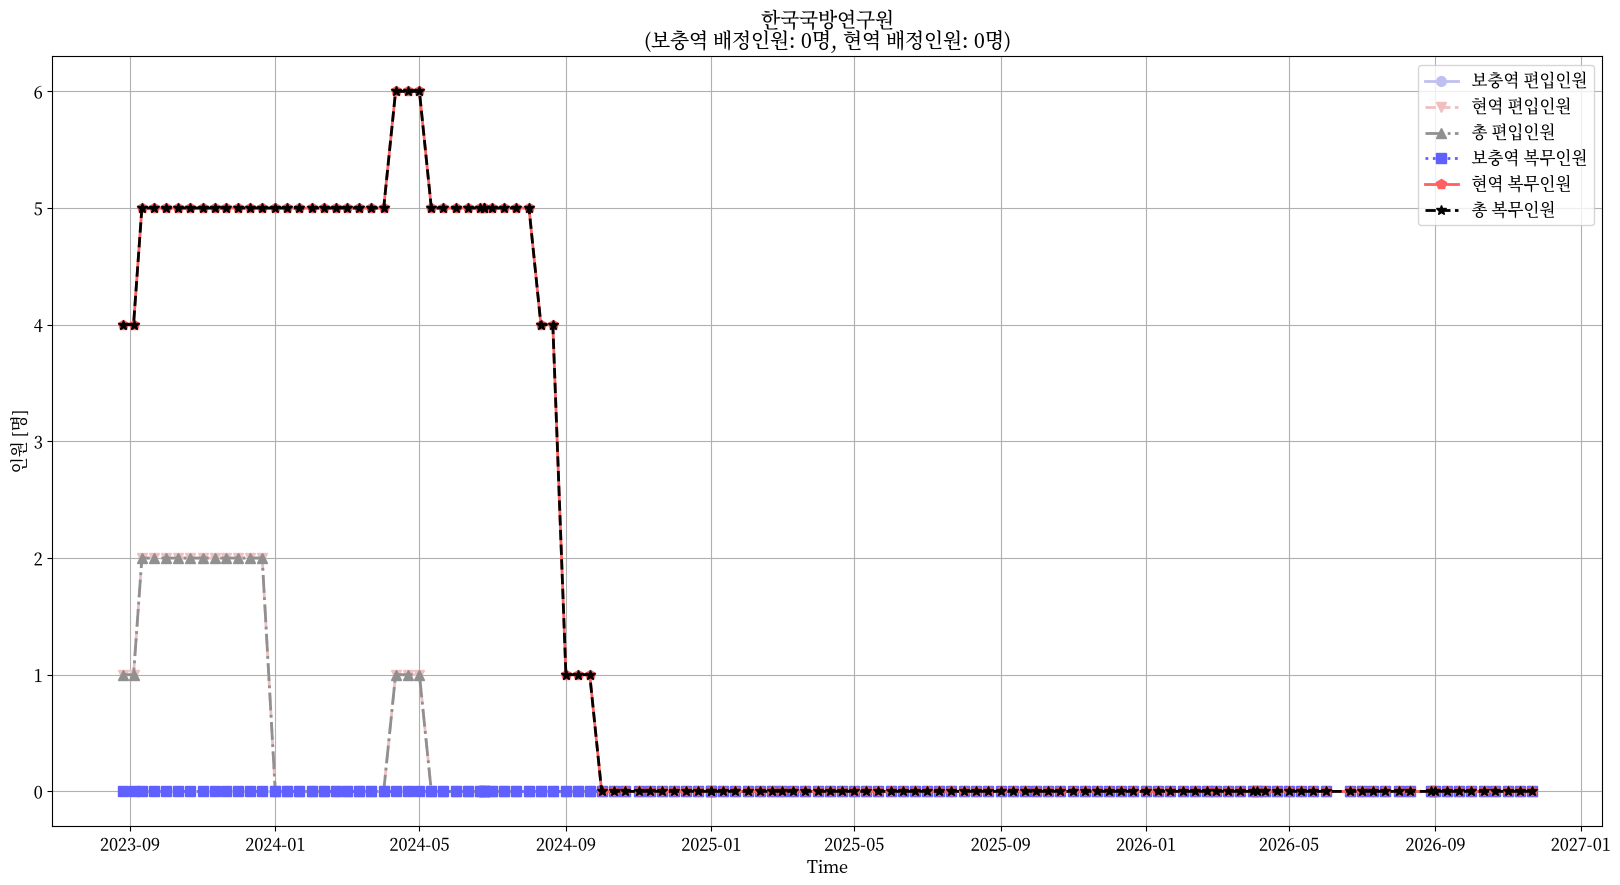 한국국방연구원
(보충역 배정인원: 0명, 현역 배정인원: 0명)
보충역 편입인원
현역 편입인원
총 편입인원
보충역 복무인원
현역 복무인원
총 복무인원
인원 [명]
6
5
4
3
2
1
0
2023-09
2024-01
2024-05
2024-09
2025-01
2025-05
2025-09
2026-01
2026-05
2026-09
2027-01
Time